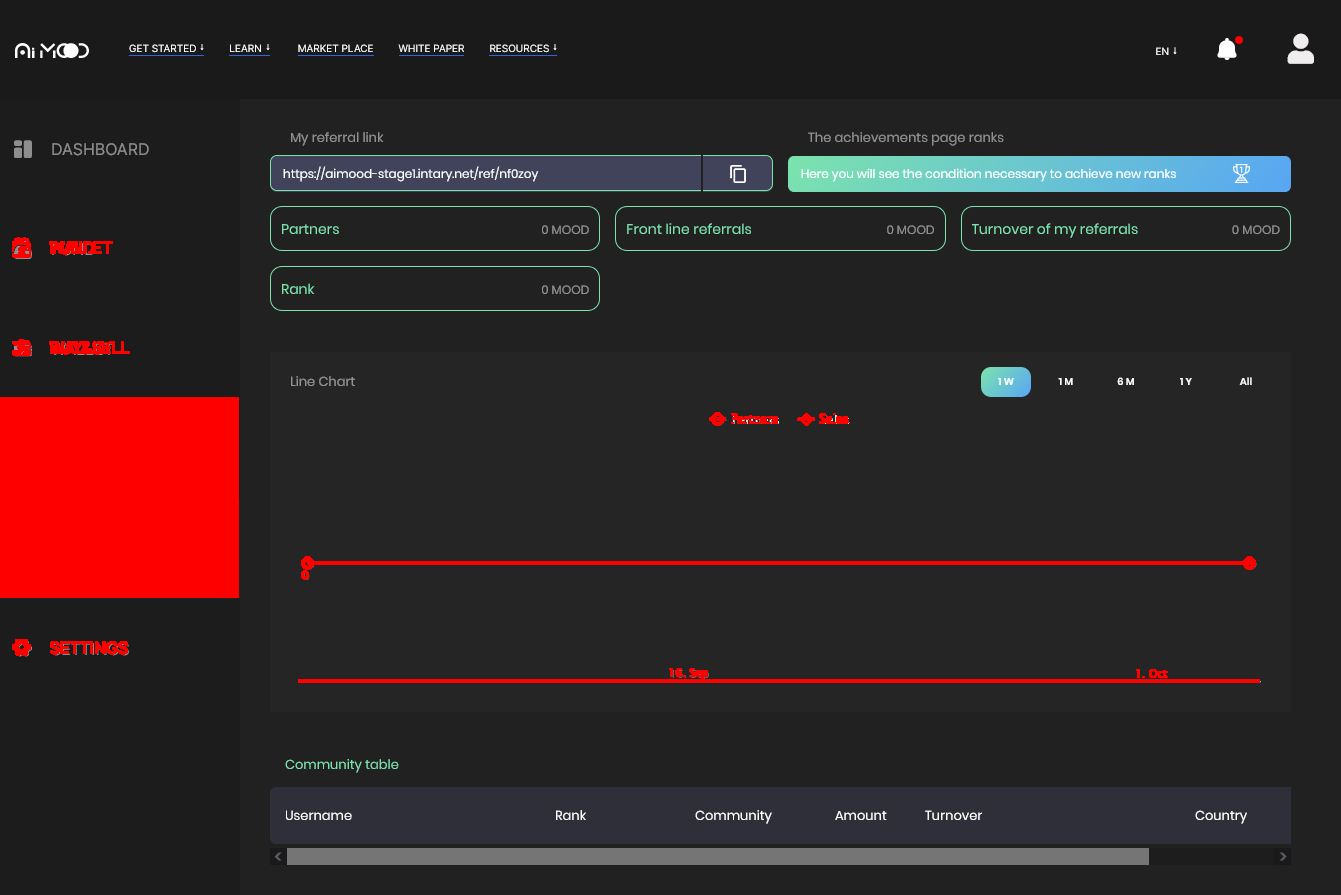 Ai MOOD
GET STARTED ↓ LEARN ↓ MARKET PLACE WHITE PAPER RESOURCES ↓
EN ↓
DASHBOARD
SETTINGS
My referral link
The achievements page ranks
https://aimood-stage1.intary.net/ref/nf0zoy
Here you will see the condition necessary to achieve new ranks
Partners 0 MOOD
Front line referrals 0 MOOD
Turnover of my referrals 0 MOOD
Rank 0 MOOD
Line Chart
1 W 1 M 6 M 1 Y All
Partners Sales
0
Sep
1. Oct
Community table
Username Rank Community Amount Turnover Country